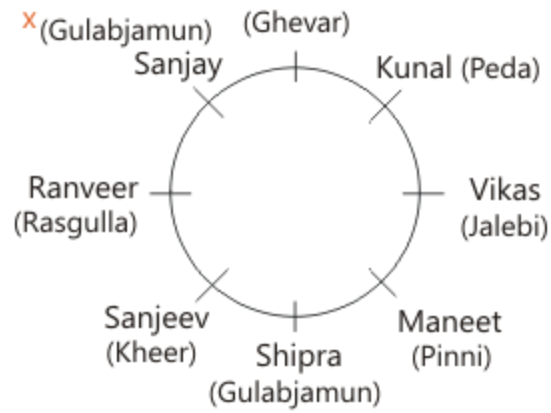 x (Gulabjamun)
Sanjay
(Ghevar)
Kunal (Peda)
Ranveer
(Rasgulla)
Vikas
(Jalebi)
Sanjeev
(Kheer)
Shipra
(Gulabjamun)
Maneet
(Pinni)